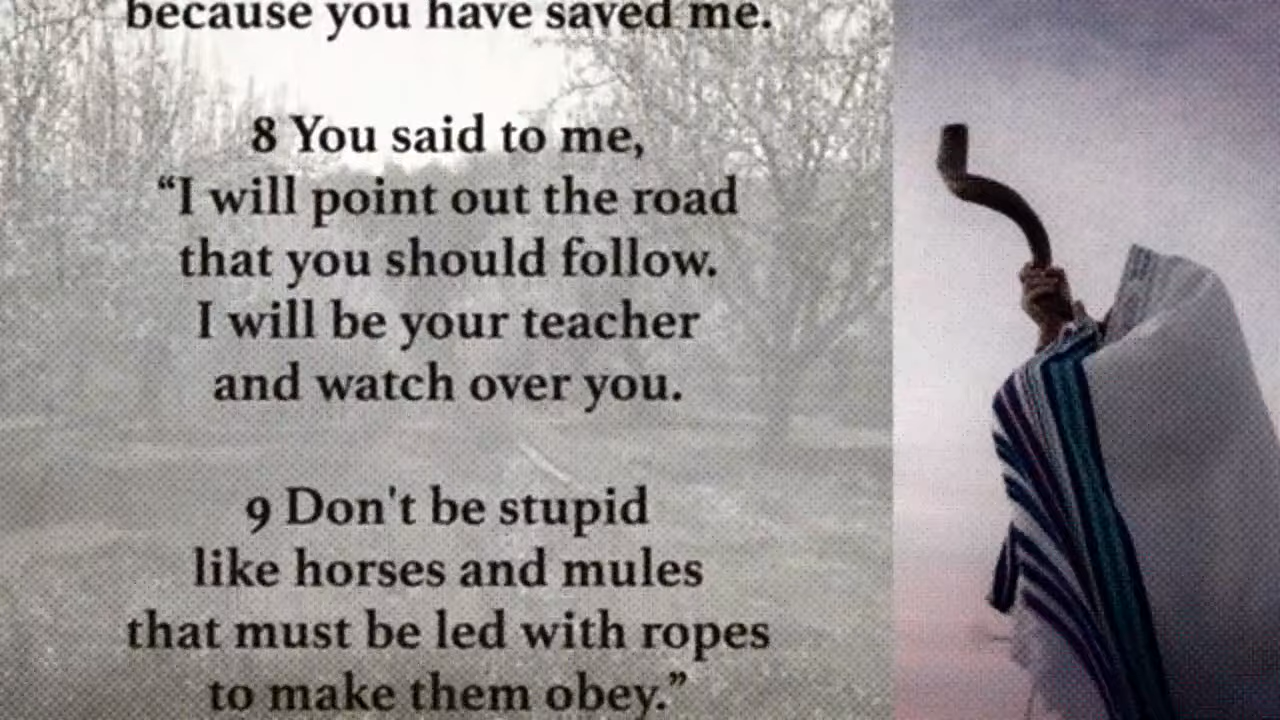 because you have saved me.
8 You said to me,
“I will point out the road
that you should follow.
I will be your teacher
and watch over you.
9 Don't be stupid
like horses and mules
that must be led with ropes
to make them obey.”